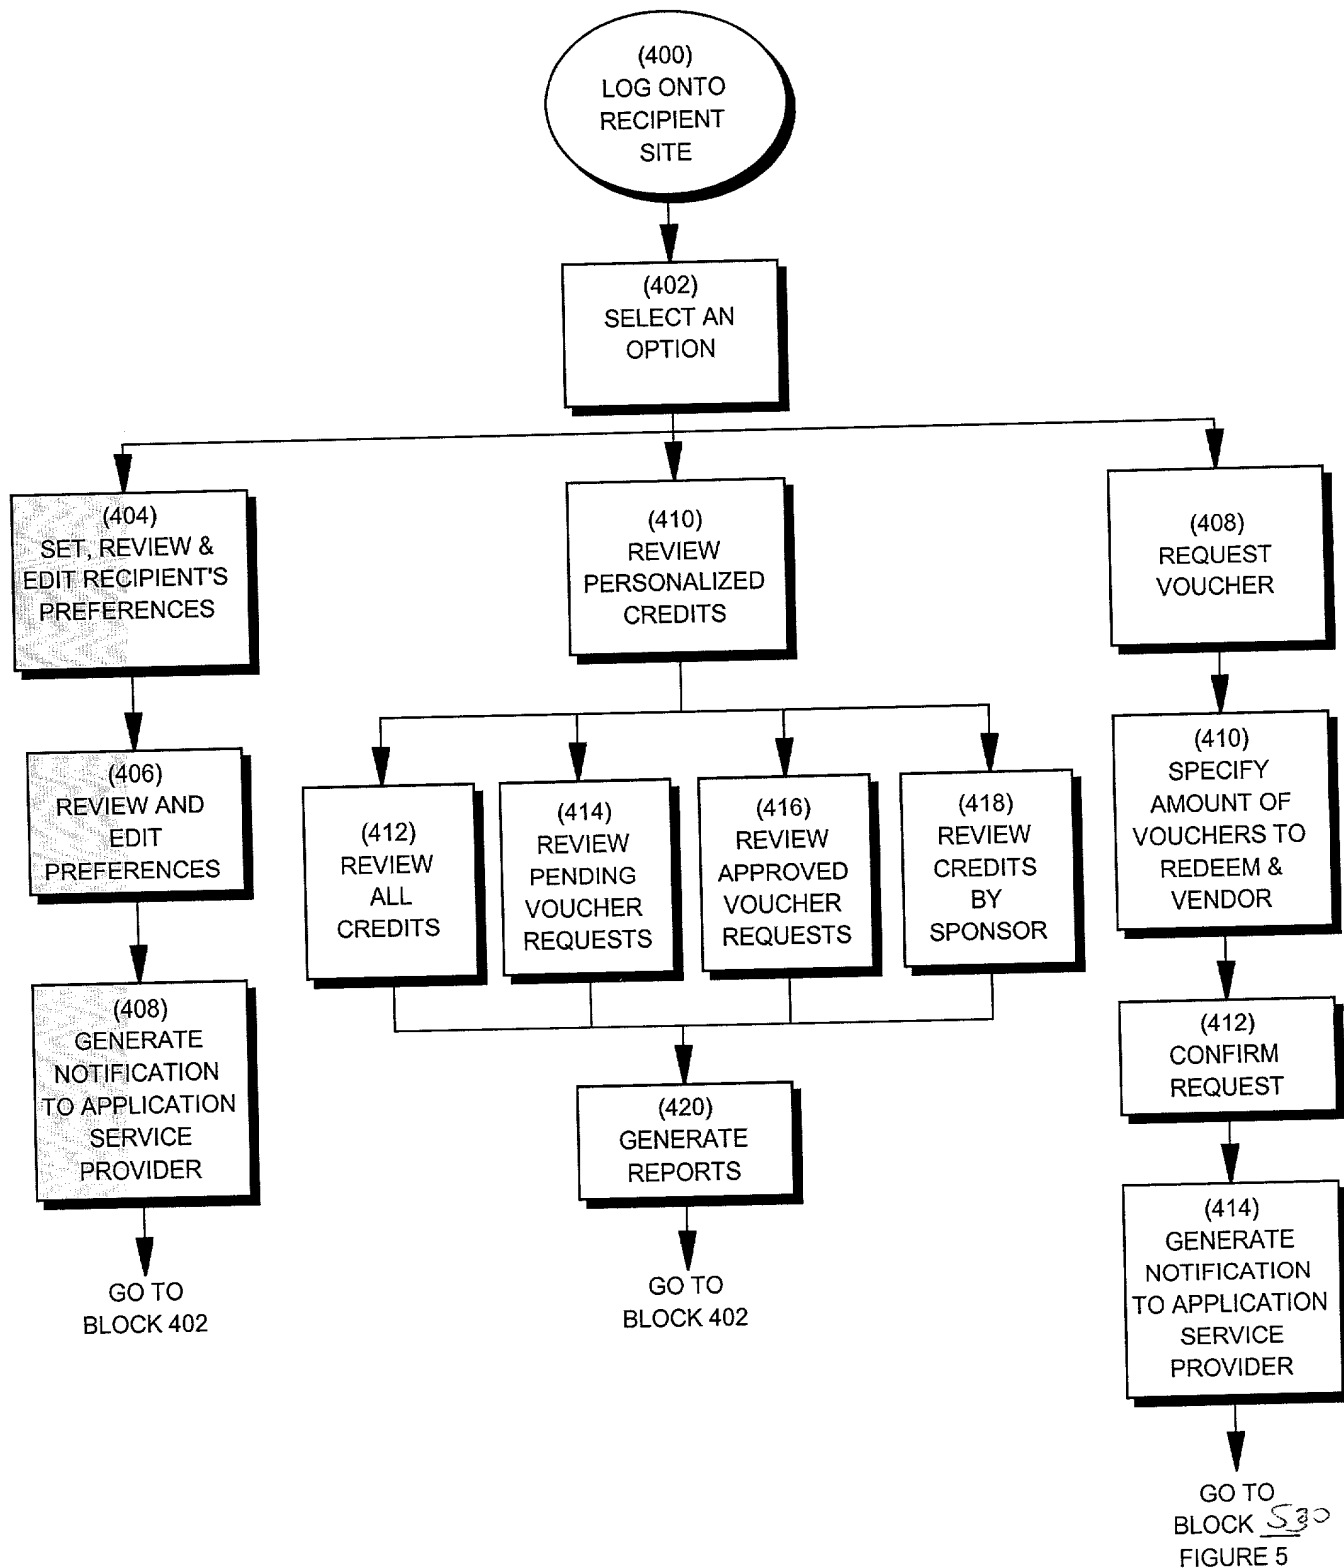 (400)
LOG ONTO
RECIPIENT
SITE
(402)
SELECT AN
OPTION
(404)
SET, REVIEW &
EDIT RECIPIENT'S
PREFERENCES
(406)
REVIEW AND
EDIT
PREFERENCES
(408)
GENERATE
NOTIFICATION
TO APPLICATION
SERVICE
PROVIDER
GO TO
BLOCK 402
(410)
REVIEW
PERSONALIZED
CREDITS
(412)
REVIEW
ALL
CREDITS
(414)
REVIEW
PENDING
VOUCHER
REQUESTS
(416)
REVIEW
APPROVED
VOUCHER
REQUESTS
(418)
REVIEW
CREDITS
BY
SPONSOR
(420)
GENERATE
REPORTS
GO TO
BLOCK 402
(408)
REQUEST
VOUCHER
(410)
SPECIFY
AMOUNT OF
VOUCHERS TO
REDEEM &
VENDOR
(412)
CONFIRM
REQUEST
(414)
GENERATE
NOTIFICATION
TO APPLICATION
SERVICE
PROVIDER
GO TO
BLOCK 530
FIGURE 5